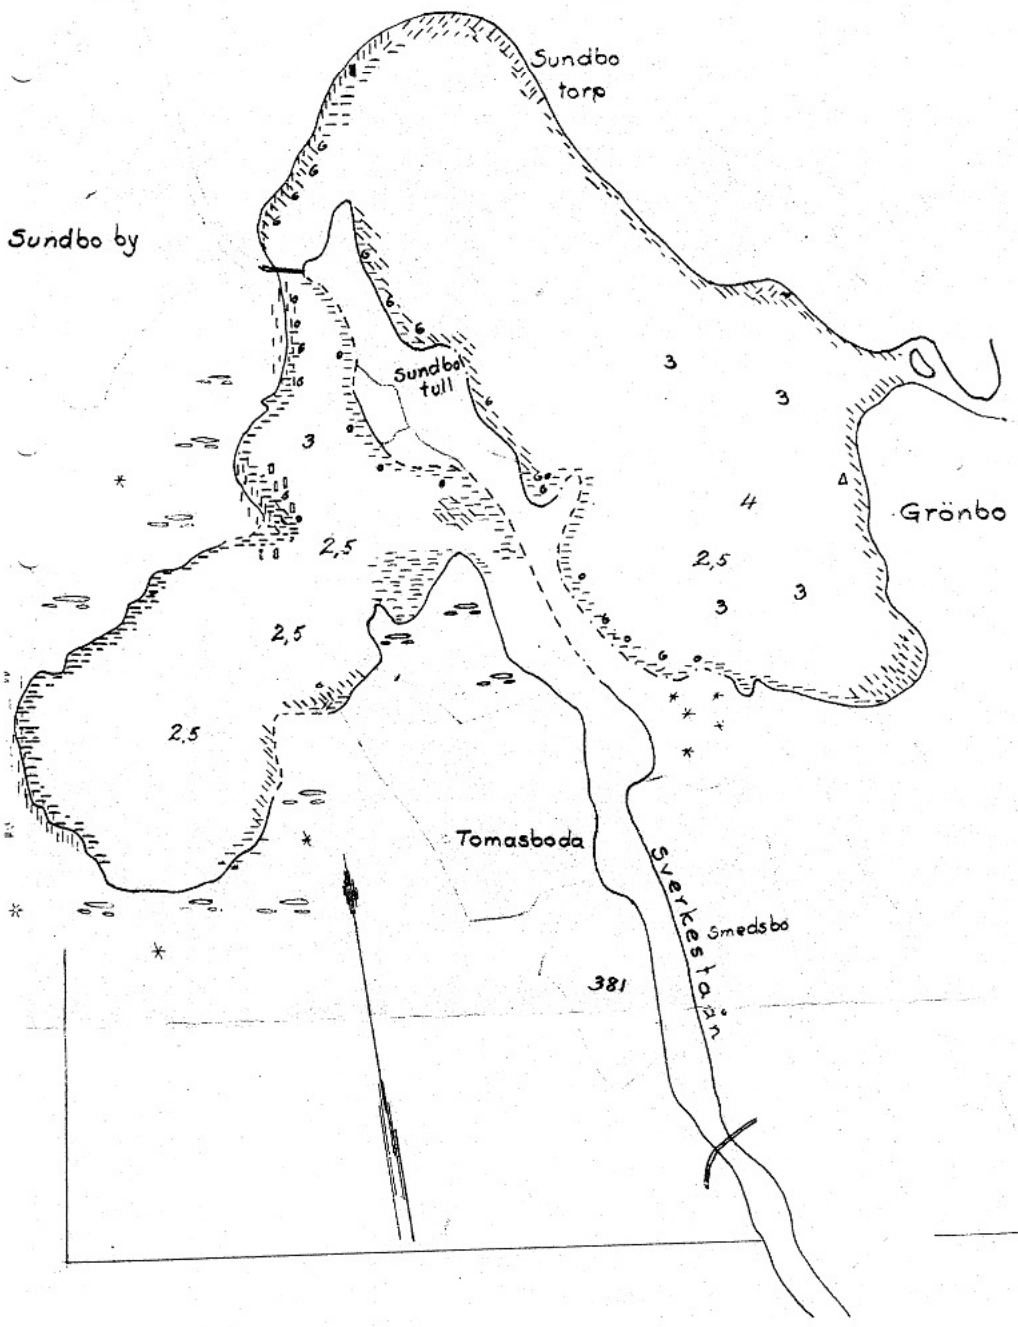 Sundbo
torp
Sundbo by
3
Sundbo
tull
3
3
4
Grönbo
2,5
2,5
3
3
2,5
2,5
Tomasboda
Sverkestaån
Smedsbo
381